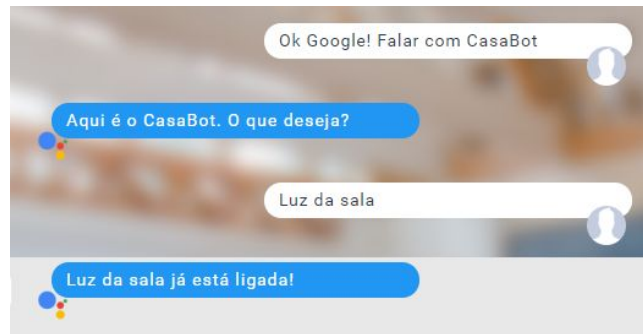 Ok Google! Falar com CasaBot
Aqui é o CasaBot. O que deseja?
Luz da sala
Luz da sala já está ligada!